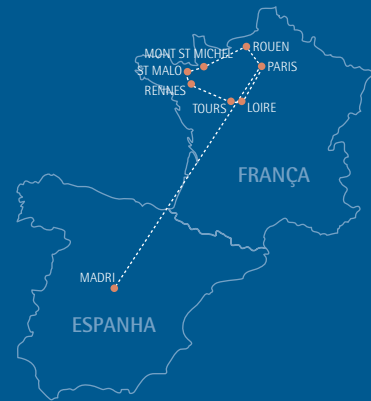 ROUEN
MONT ST MICHEL
PARIS
ST MALO
RENNES
TOURS
LOIRE
FRANÇA
MADRI
ESPANHA